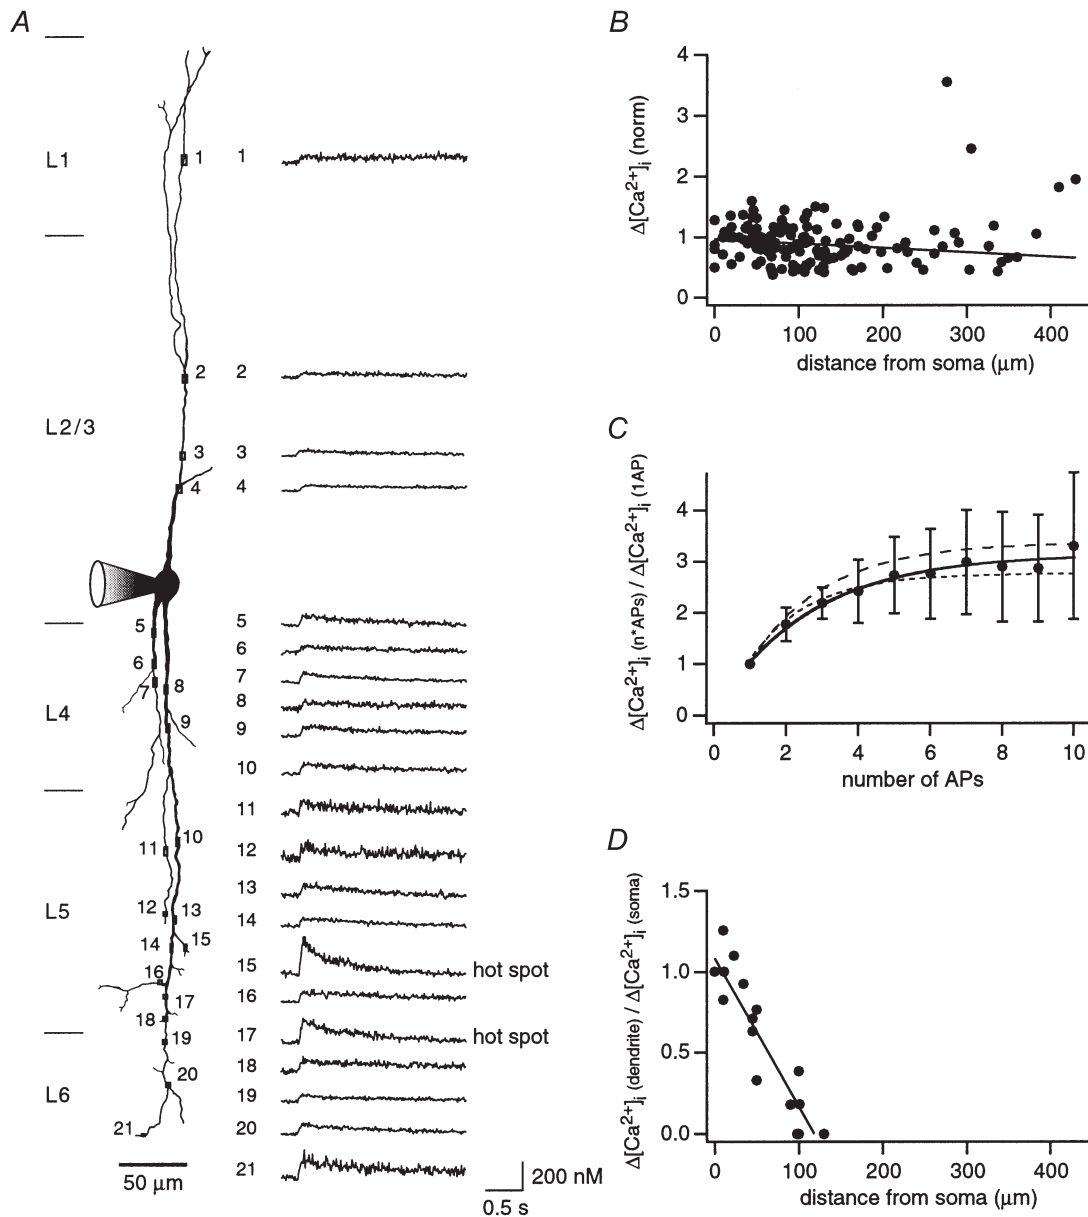 A
L1
L2/3
L4
L5
L6
1
2
3
4
5
6
7
8
9
10
11
12
13
14
15
16
17
18
19
20
21
50 μm
1
2
3
4
5
6
7
8
9
10
11
12
13
14
15 hot spot
16
17 hot spot
18
19
20
21
200 nM
0.5 s
B
Δ[Ca²⁺]ᵢ (norm)
4
3
2
1
0
0 100 200 300 400
distance from soma (μm)
C
Δ[Ca²⁺]ᵢ (n*APs) / Δ[Ca²⁺]ᵢ (1AP)
4
3
2
1
0
0 2 4 6 8 10
number of APs
D
Δ[Ca²⁺]ᵢ (dendrite) / Δ[Ca²⁺]ᵢ (soma)
1.5
1.0
0.5
0.0
0 100 200 300 400
distance from soma (μm)